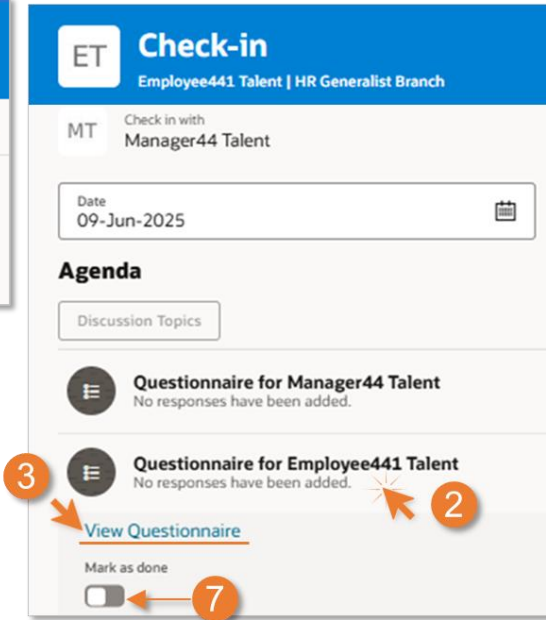 ET
Check-in
Employee441 Talent | HR Generalist Branch
MT
Check in with
Manager44 Talent
Date
09-Jun-2025
Agenda
Discussion Topics
Questionnaire for Manager44 Talent
No responses have been added.
Questionnaire for Employee441 Talent
No responses have been added.
3
2
View Questionnaire
Mark as done
7